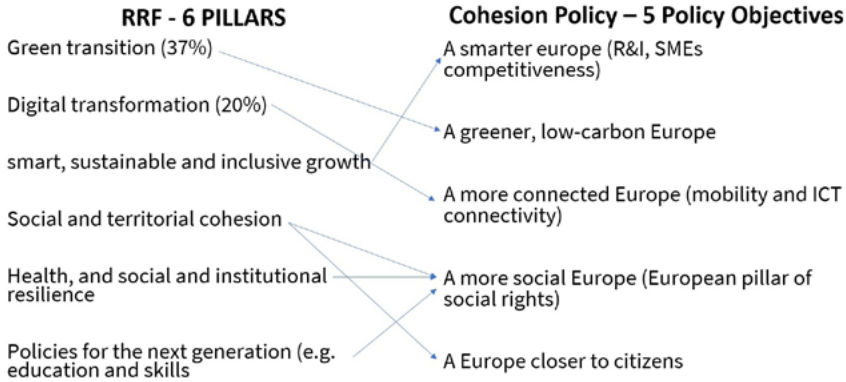 RRF - 6 PILLARS
Green transition (37%)
Digital transformation (20%)
smart, sustainable and inclusive growth
Social and territorial cohesion
Health, and social and institutional
resilience
Policies for the next generation (e.g.
education and skills
Cohesion Policy – 5 Policy Objectives
A smarter europe (R&I, SMEs
competitiveness)
A greener, low-carbon Europe
A more connected Europe (mobility and ICT
connectivity)
A more social Europe (European pillar of
social rights)
A Europe closer to citizens